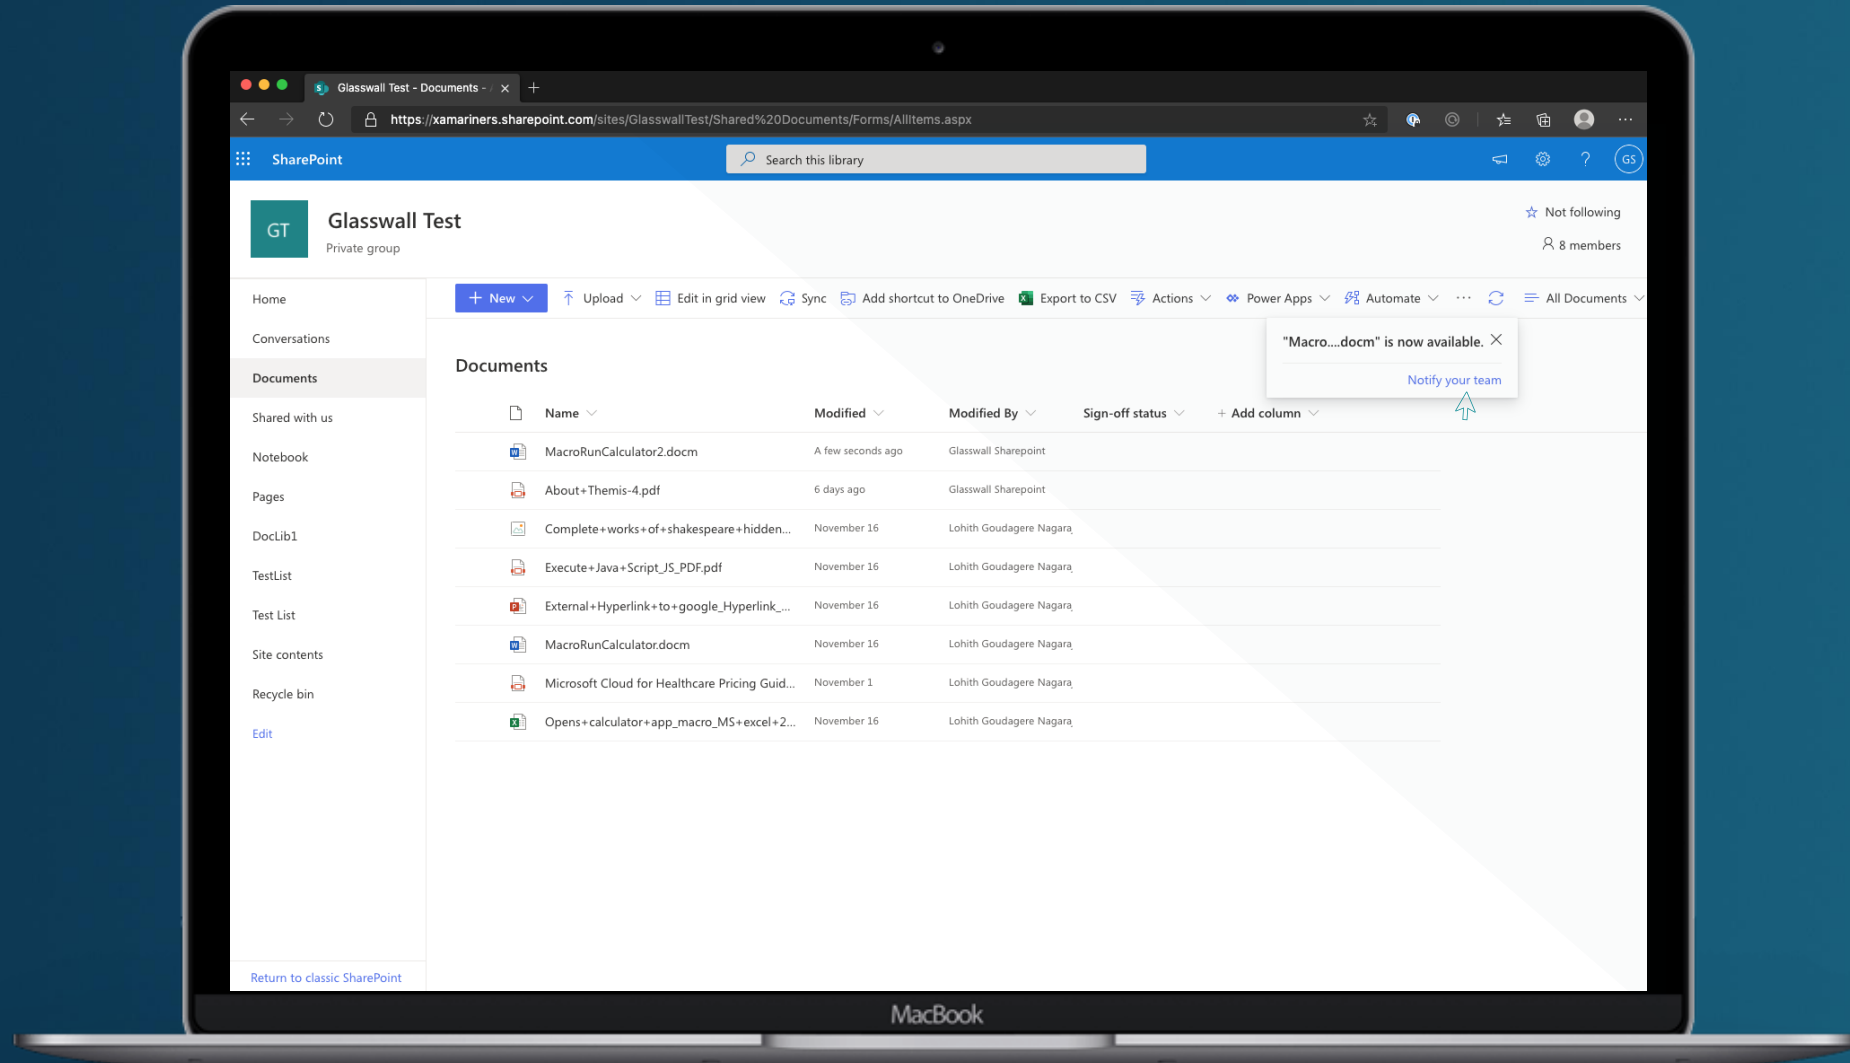 Glasswall Test - Documents -
https://xamariners.sharepoint.com/sites/GlasswallTest/Shared%20Documents/Forms/AllItems.aspx
SharePoint
Search this library
GS
GT
Glasswall Test
Private group
Not following
8 members
Home
Conversations
Documents
Shared with us
Notebook
Pages
DocLib1
TestList
Test List
Site contents
Recycle bin
Edit
Return to classic SharePoint
+ New Upload Edit in grid view Sync Add shortcut to OneDrive Export to CSV Actions Power Apps Automate ... All Documents
"Macro....docm" is now available.
Notify your team
Documents
Name Modified Modified By Sign-off status + Add column
MacroRunCalculator2.docm A few seconds ago Glasswall Sharepoint
About+Themis-4.pdf 6 days ago Glasswall Sharepoint
Complete+works+of+shakespeare+hidden... November 16 Lohith Goudagere Nagara
Execute+Java+Script_JS_PDF.pdf November 16 Lohith Goudagere Nagara
External+Hyperlink+to+google_Hyperlink_... November 16 Lohith Goudagere Nagara
MacroRunCalculator.docm November 16 Lohith Goudagere Nagara
Microsoft Cloud for Healthcare Pricing Guid... November 1 Lohith Goudagere Nagara
Opens+calculator+app_macro_MS+excel+2... November 16 Lohith Goudagere Nagara
MacBook